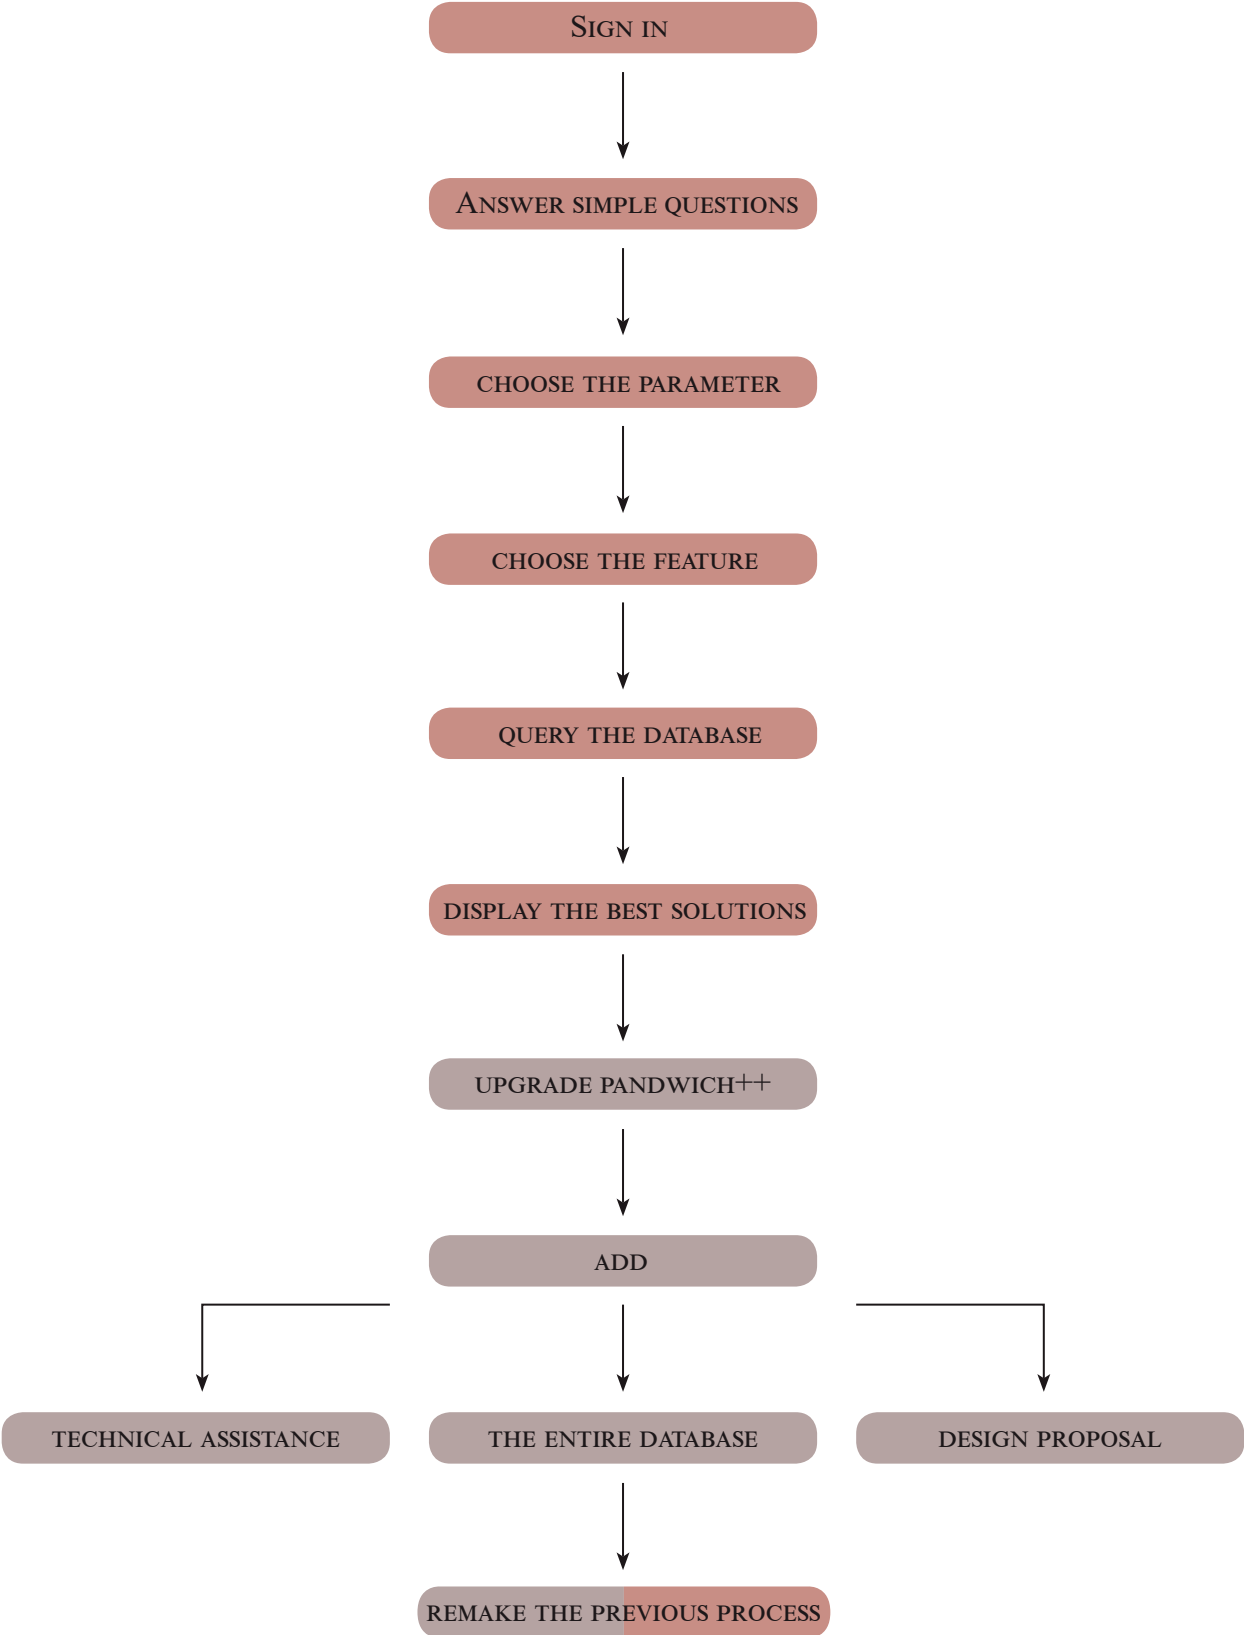 Sign in
Answer simple questions
choose the parameter
choose the feature
query the database
display the best solutions
upgrade pandwich++
add
technical assistance
the entire database
design proposal
remake the previous process